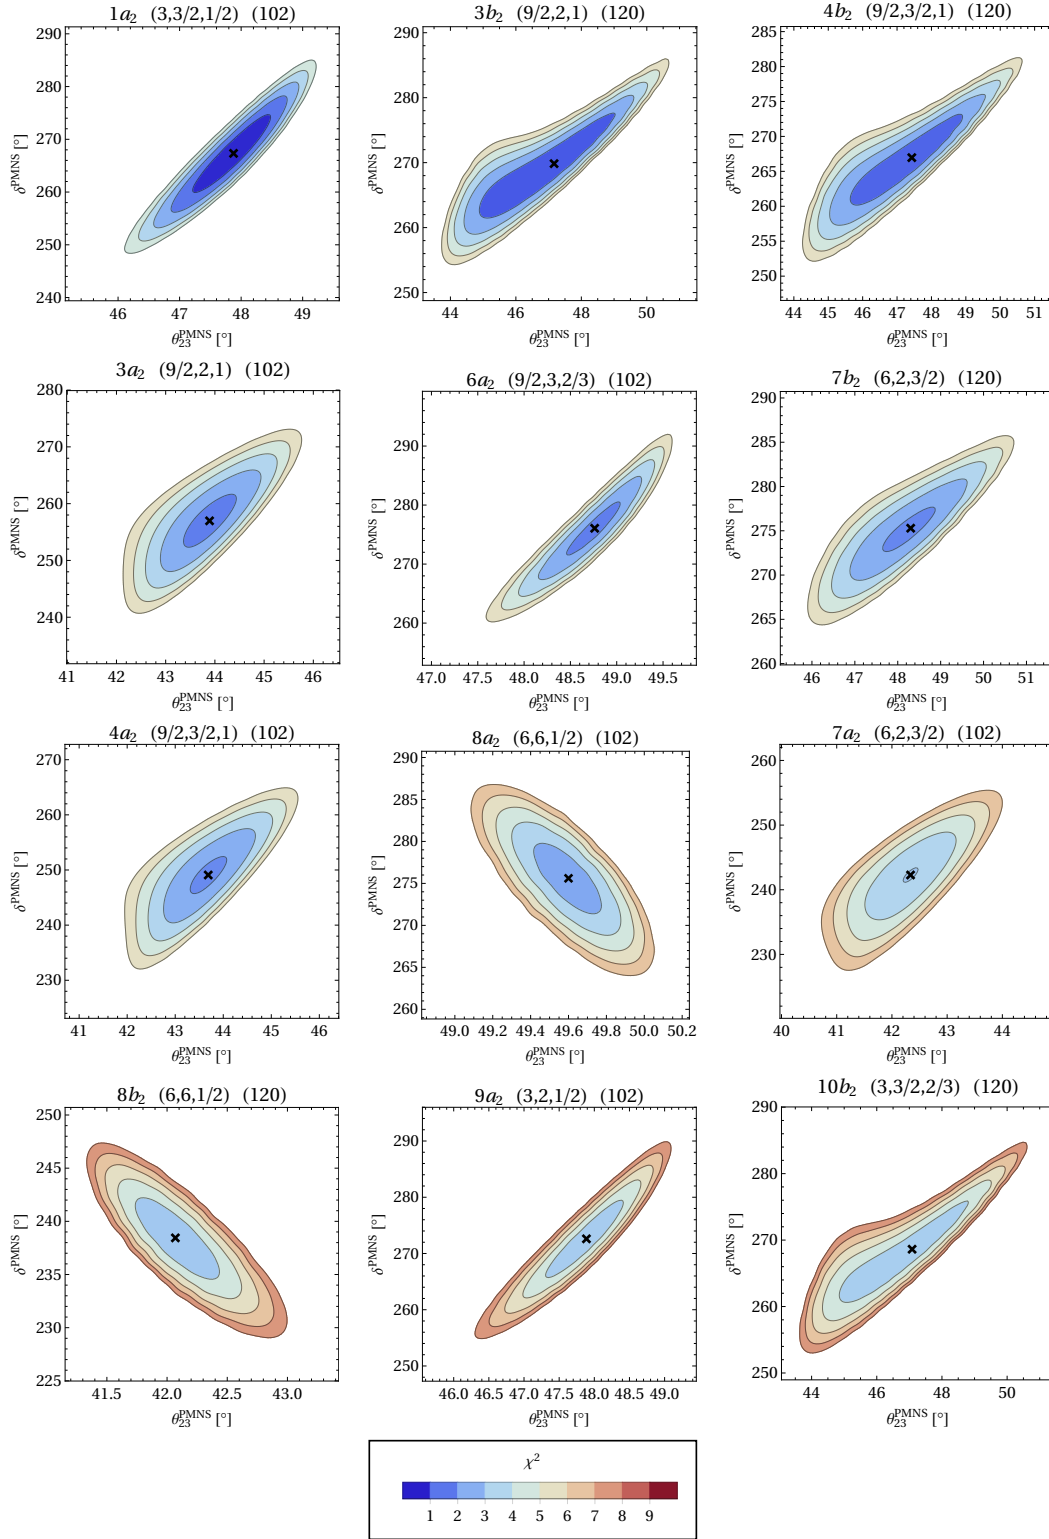 1a₂ (3,3/2,1/2) (102)
290
280
270
260
250
240
δ^PMNS [°]
46 47 48 49
θ₂₃^PMNS [°]
3b₂ (9/2,2,1) (120)
290
280
270
260
250
δ^PMNS [°]
44 46 48 50
θ₂₃^PMNS [°]
4b₂ (9/2,3/2,1) (120)
285
280
275
270
265
260
255
250
δ^PMNS [°]
44 45 46 47 48 49 50 51
θ₂₃^PMNS [°]
3a₂ (9/2,2,1) (102)
280
270
260
250
240
δ^PMNS [°]
41 42 43 44 45 46
θ₂₃^PMNS [°]
6a₂ (9/2,3,2/3) (102)
290
280
270
260
δ^PMNS [°]
47.0 47.5 48.0 48.5 49.0 49.5
θ₂₃^PMNS [°]
7b₂ (6,2,3/2) (120)
290
285
280
275
270
265
260
δ^PMNS [°]
46 47 48 49 50 51
θ₂₃^PMNS [°]
4a₂ (9/2,3/2,1) (102)
270
260
250
240
230
δ^PMNS [°]
41 42 43 44 45 46
θ₂₃^PMNS [°]
8a₂ (6,6,1/2) (102)
290
285
280
275
270
265
260
δ^PMNS [°]
49.0 49.2 49.4 49.6 49.8 50.0 50.2
θ₂₃^PMNS [°]
7a₂ (6,2,3/2) (102)
260
250
240
230
δ^PMNS [°]
40 41 42 43 44
θ₂₃^PMNS [°]
8b₂ (6,6,1/2) (120)
250
245
240
235
230
225
δ^PMNS [°]
41.5 42.0 42.5 43.0
θ₂₃^PMNS [°]
9a₂ (3,2,1/2) (102)
290
280
270
260
250
δ^PMNS [°]
46.0 46.5 47.0 47.5 48.0 48.5 49.0
θ₂₃^PMNS [°]
10b₂ (3,3/2,2/3) (120)
290
280
270
260
250
δ^PMNS [°]
44 46 48 50
θ₂₃^PMNS [°]
χ²
1 2 3 4 5 6 7 8 9